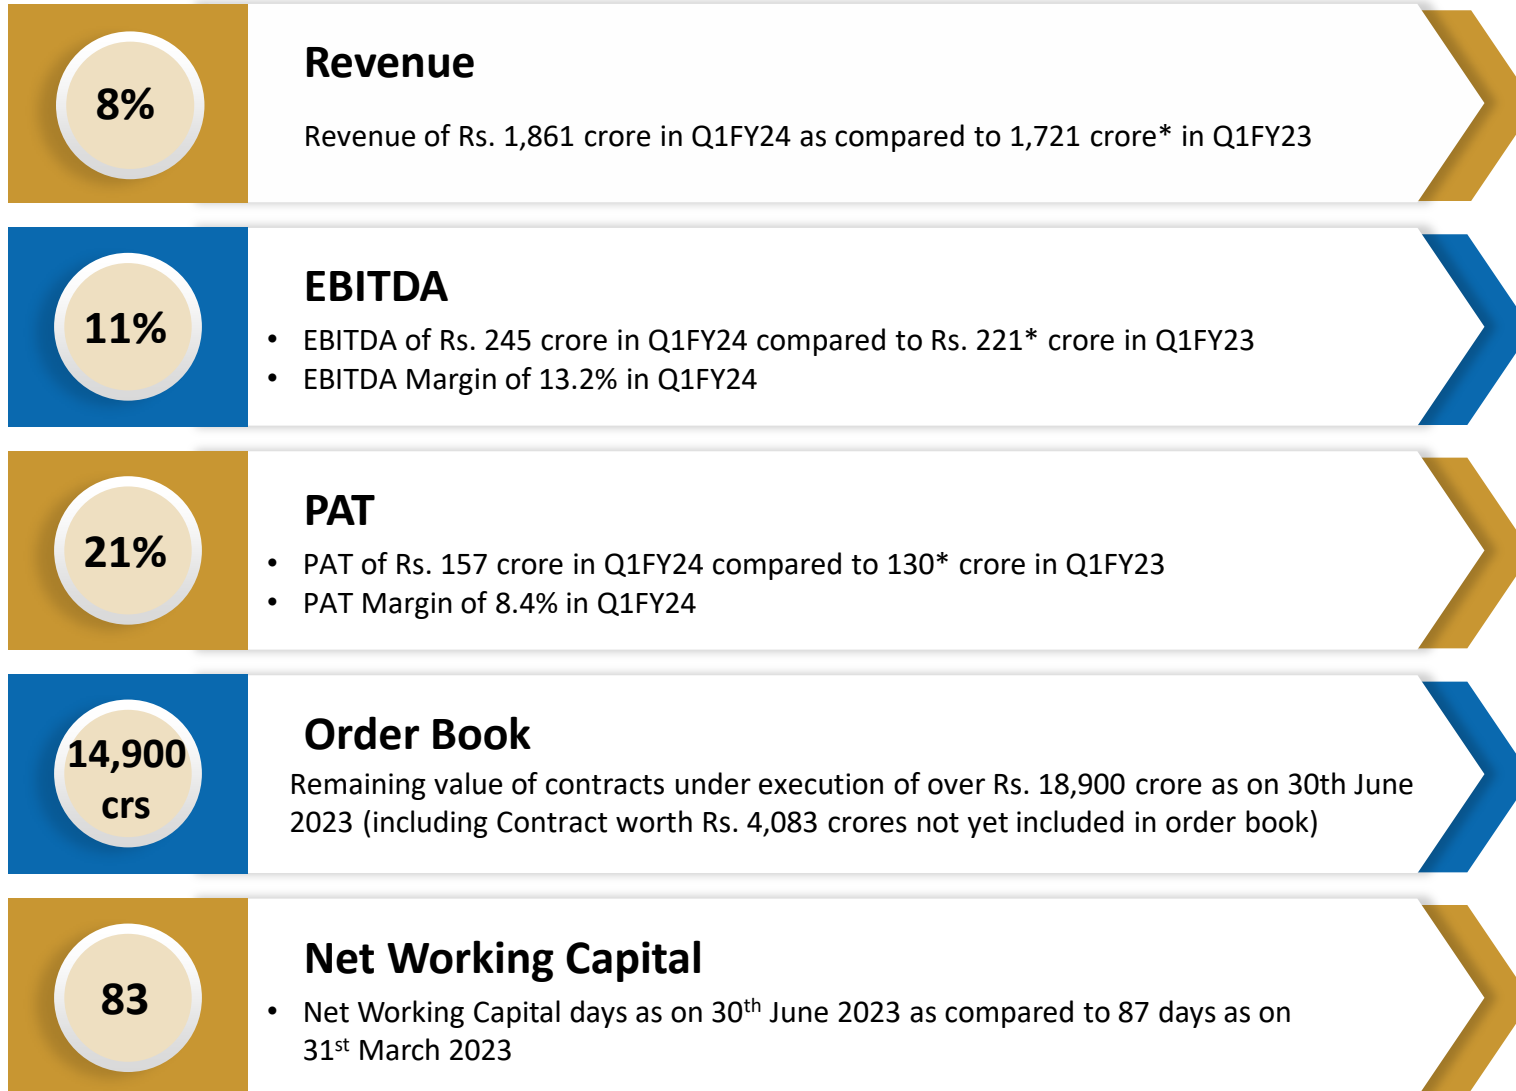 8%
Revenue
Revenue of Rs. 1,861 crore in Q1FY24 as compared to 1,721 crore* in Q1FY23
11%
EBITDA
• EBITDA of Rs. 245 crore in Q1FY24 compared to Rs. 221* crore in Q1FY23
• EBITDA Margin of 13.2% in Q1FY24
21%
PAT
• PAT of Rs. 157 crore in Q1FY24 compared to 130* crore in Q1FY23
• PAT Margin of 8.4% in Q1FY24
14,900
crs
Order Book
Remaining value of contracts under execution of over Rs. 18,900 crore as on 30th June
2023 (including Contract worth Rs. 4,083 crores not yet included in order book)
83
Net Working Capital
• Net Working Capital days as on 30th June 2023 as compared to 87 days as on
31st March 2023